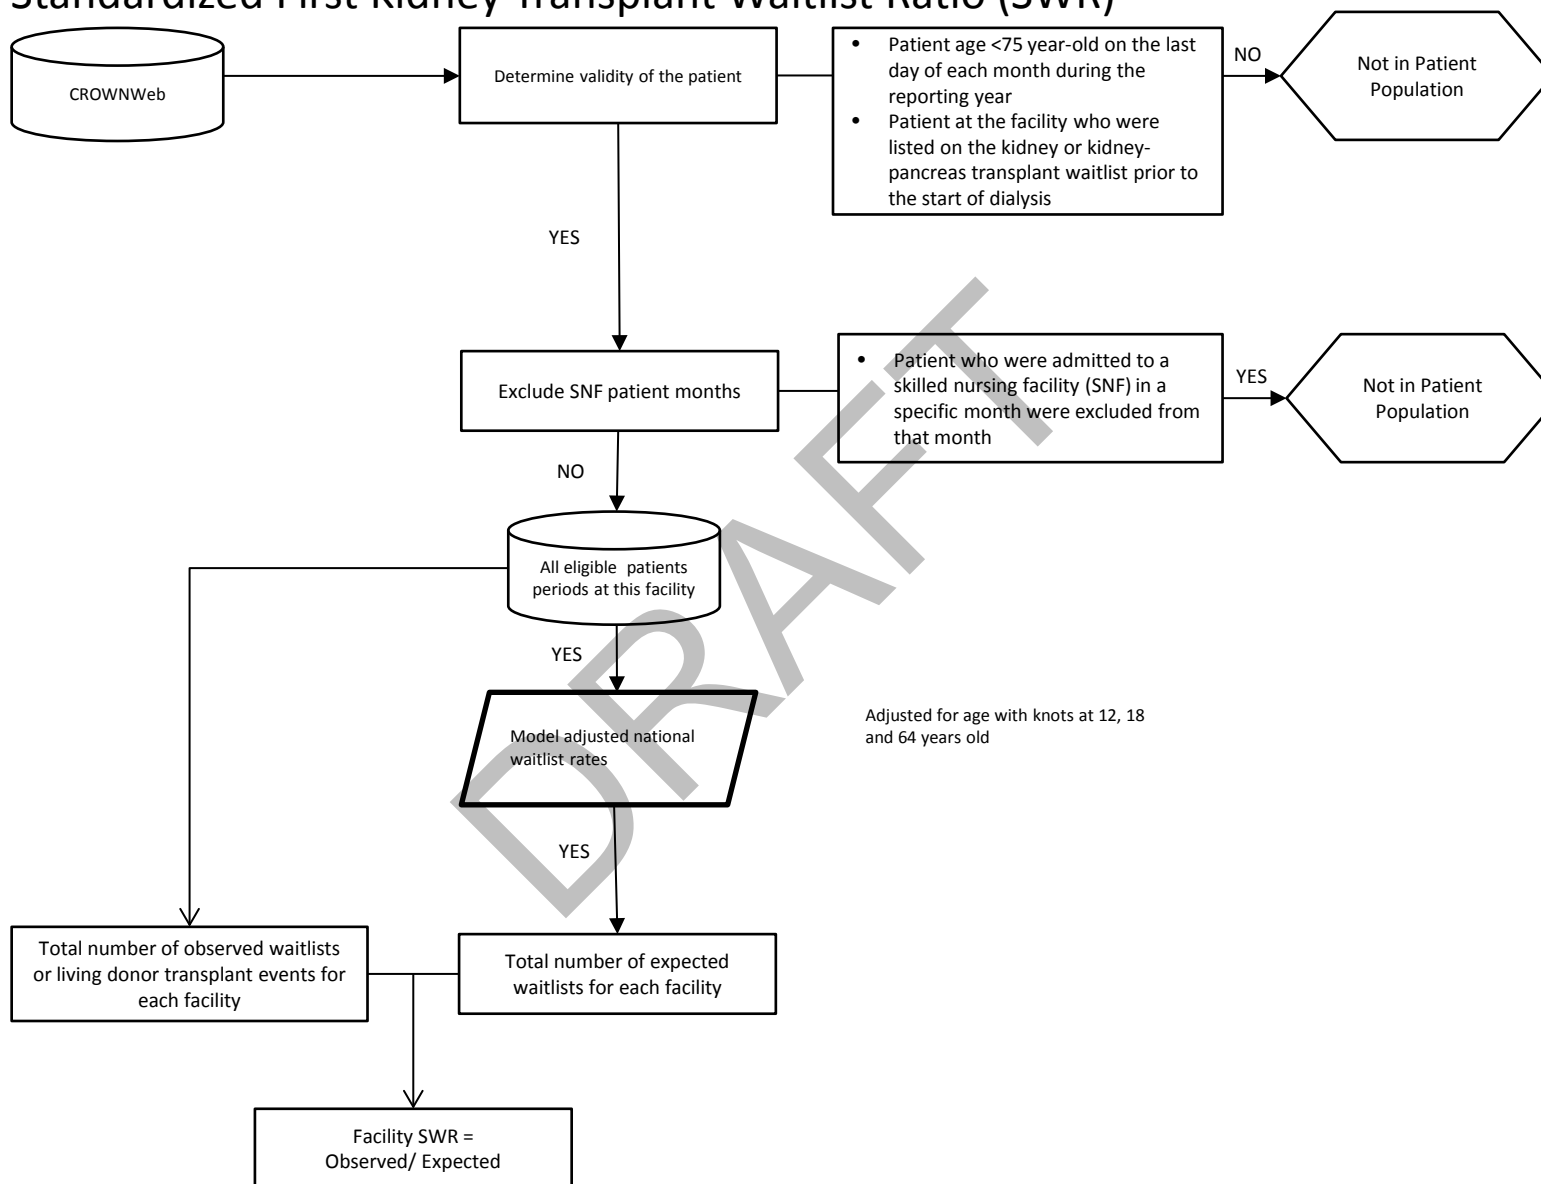 Standardized First Kidney Transplant Waitlist Ratio (SWR)
CROWNWeb
Determine validity of the patient
• Patient age <75 year-old on the last
day of each month during the
reporting year
• Patient at the facility who were
listed on the kidney or kidney-
pancreas transplant waitlist prior to
the start of dialysis
NO
Not in Patient
Population
YES
Exclude SNF patient months
• Patient who were admitted to a
skilled nursing facility (SNF) in a
specific month were excluded from
that month
YES
Not in Patient
Population
NO
All eligible patients
periods at this facility
YES
Model adjusted national
waitlist rates
Adjusted for age with knots at 12, 18
and 64 years old
YES
Total number of observed waitlists
or living donor transplant events for
each facility
Total number of expected
waitlists for each facility
Facility SWR =
Observed/ Expected
DRAFT